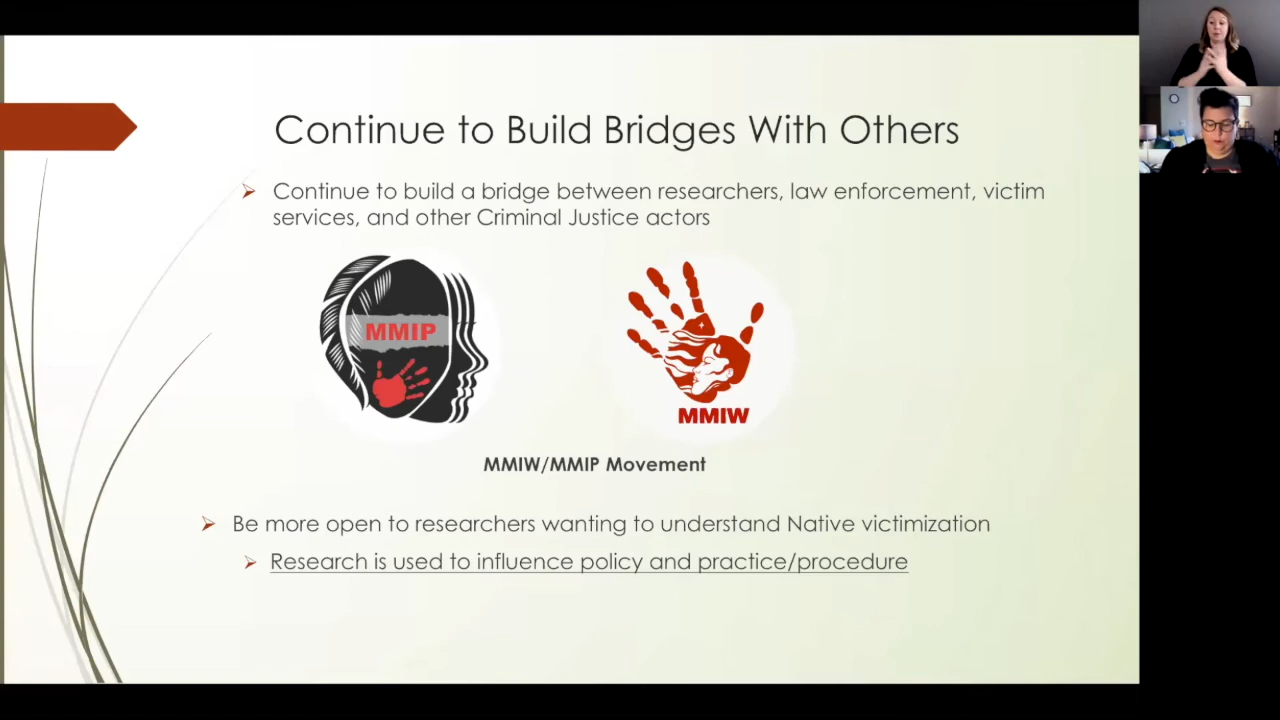 Continue to Build Bridges With Others
Continue to build a bridge between researchers, law enforcement, victim
services, and other Criminal Justice actors
MMIP
MMIW
MMIW/MMIP Movement
Be more open to researchers wanting to understand Native victimization
Research is used to influence policy and practice/procedure